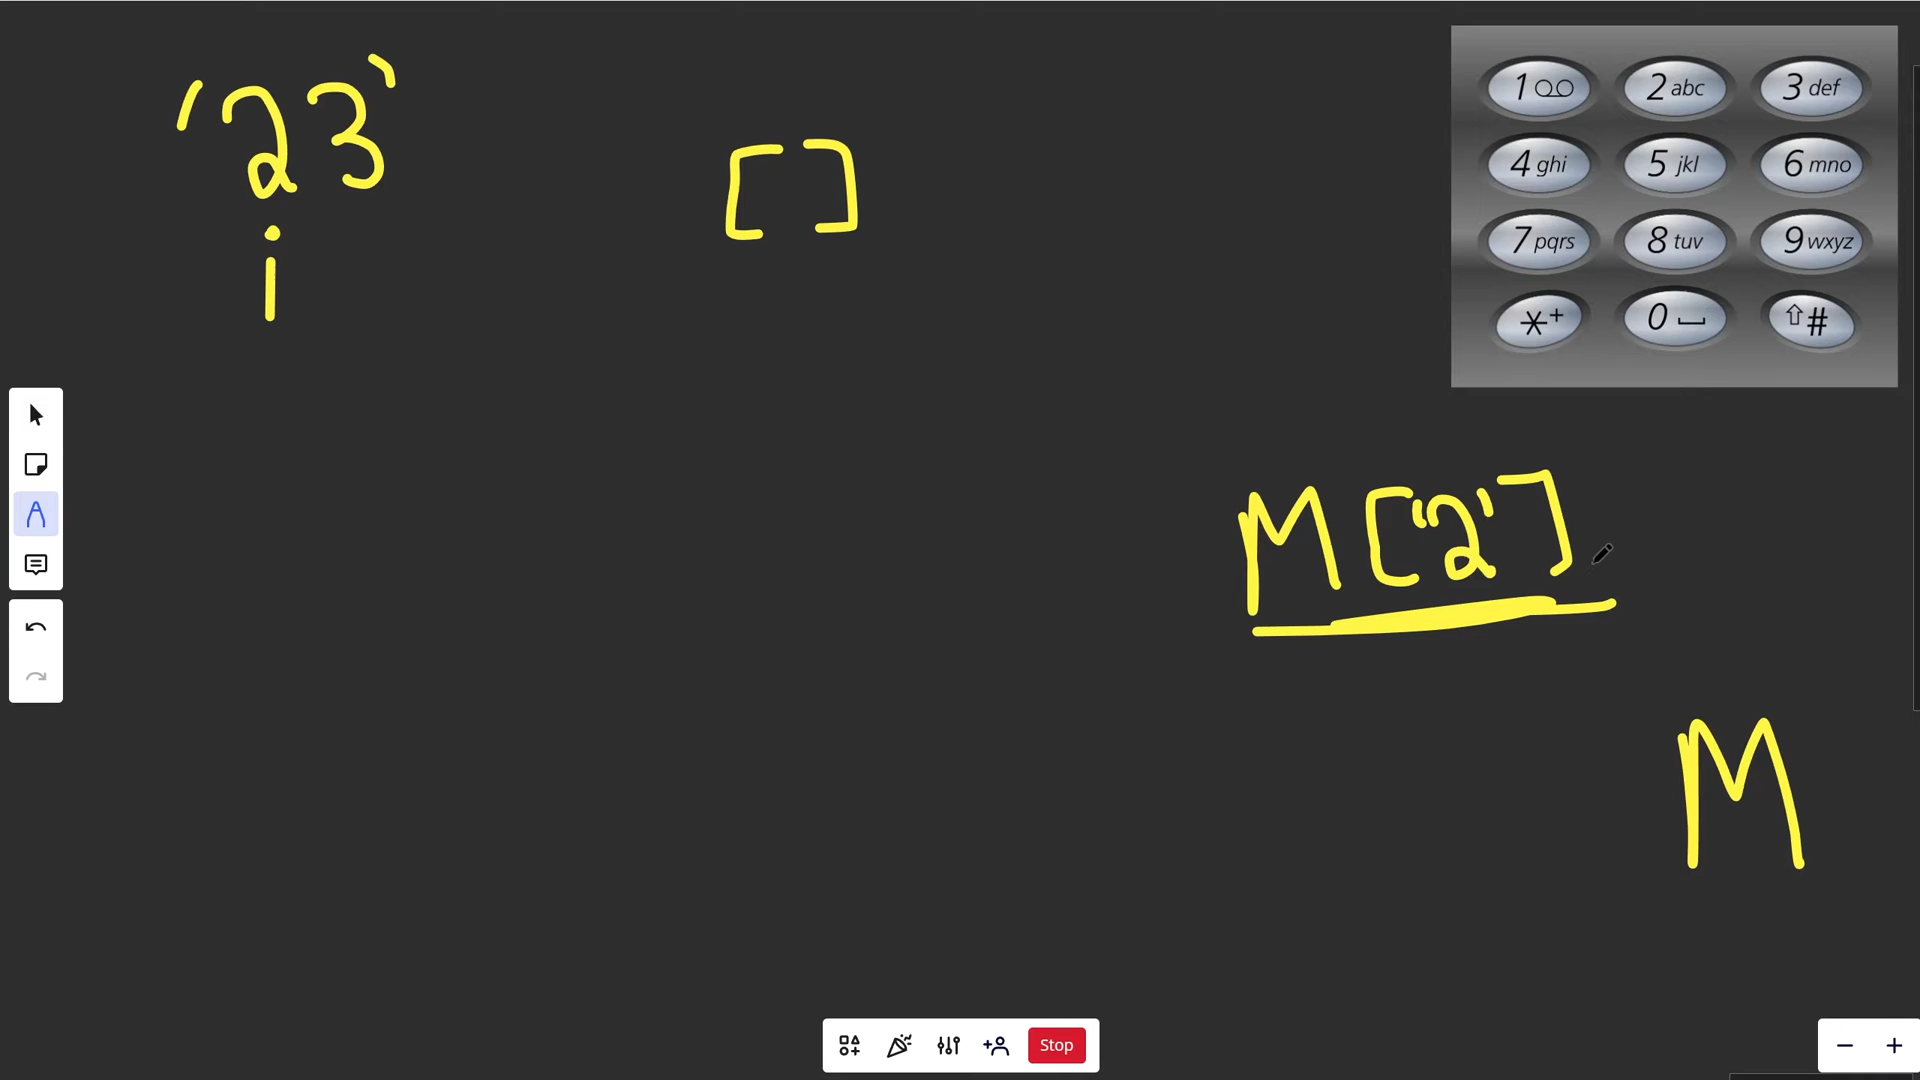 '23'
i
[ ]
1 2 abc 3 def
4 ghi 5 jkl 6 mno
7 pqrs 8 tuv 9 wxyz
*+ 0 #
M['2']
M
Stop
− +